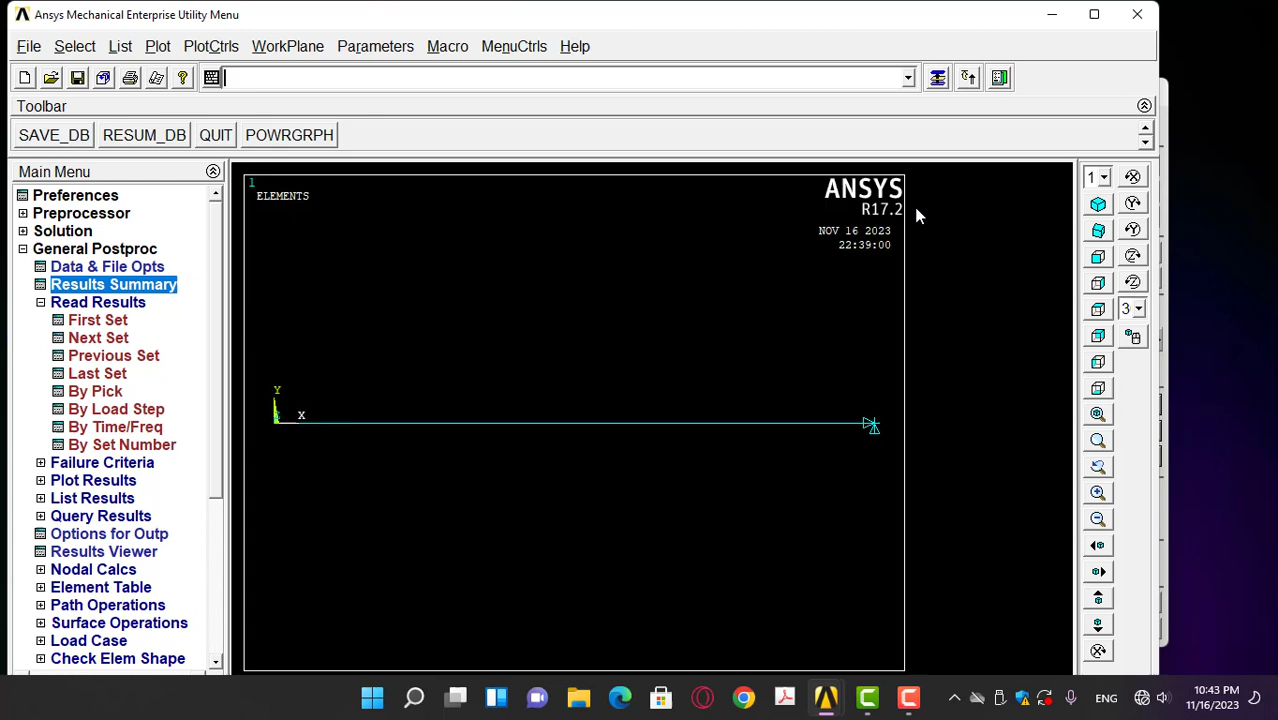 Ansys Mechanical Enterprise Utility Menu
File Select List Plot PlotCtrls WorkPlane Parameters Macro MenuCtrls Help
Toolbar
SAVE_DB RESUM_DB QUIT POWRGRPH
Main Menu
Preferences
Preprocessor
Solution
General Postproc
Data & File Opts
Results Summary
Read Results
First Set
Next Set
Previous Set
Last Set
By Pick
By Load Step
By Time/Freq
By Set Number
Failure Criteria
Plot Results
List Results
Query Results
Options for Outp
Results Viewer
Nodal Calcs
Element Table
Path Operations
Surface Operations
Load Case
Check Elem Shape
1
ELEMENTS
ANSYS
R17.2
NOV 16 2023
22:39:00
Y
X
1
3
ENG
10:43 PM
11/16/2023